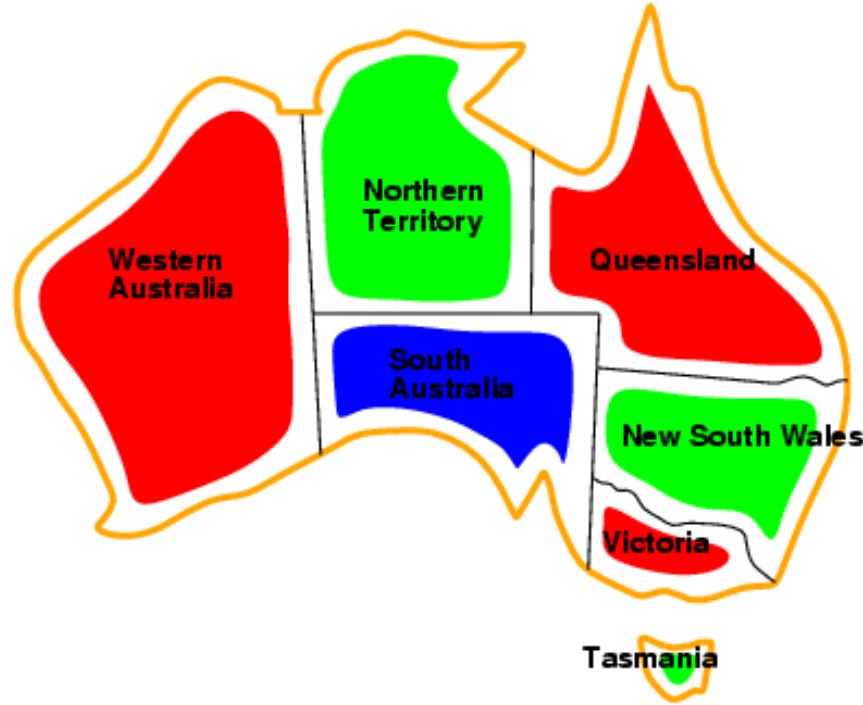 Northern
Territory
Western
Australia
Queensland
South
Australia
New South Wales
Victoria
Tasmania